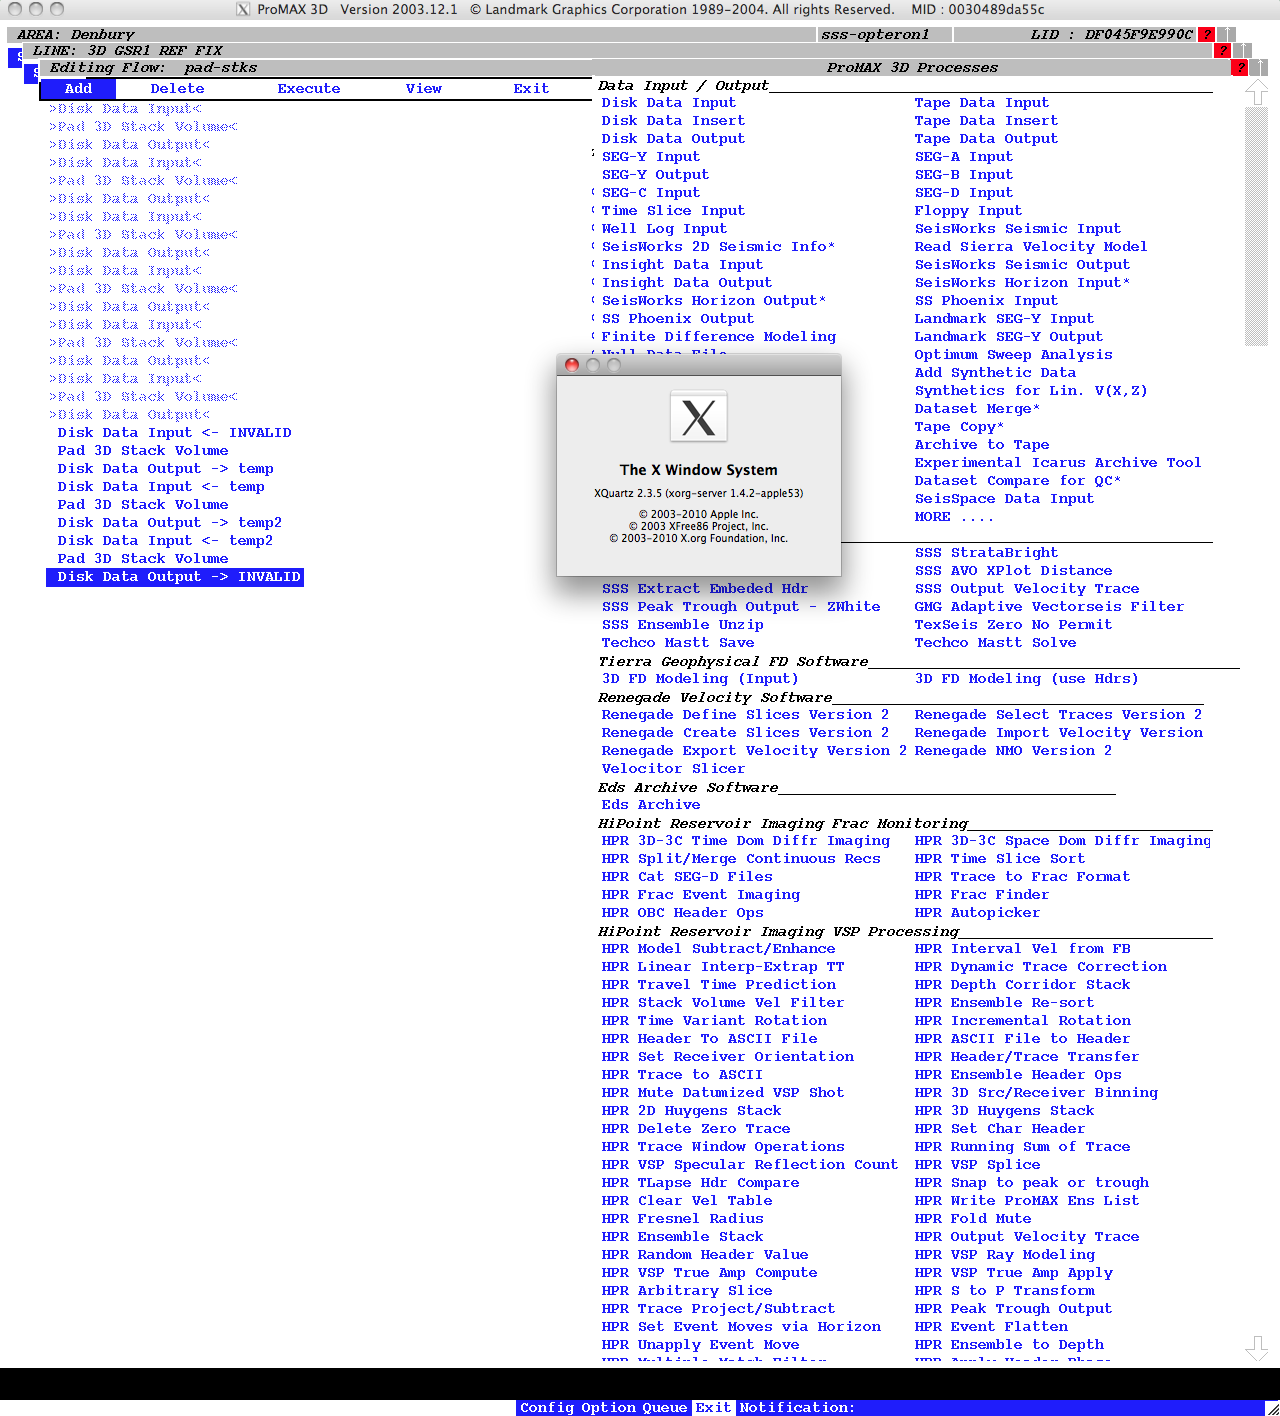 ProMAX 3D Version 2003.12.1 © Landmark Graphics Corporation 1989-2004. All rights Reserved. MID : 0030489da55c
AREA: Denbury sss-opteron1 LID : DF045F9E990C ?
LINE: 3D GSR1 REF FIX ?
Editing Flow: pad-stks
Add Delete Execute View Exit
>Disk Data Input<
>Pad 3D Stack Volume<
>Disk Data Output<
>Disk Data Input<
>Pad 3D Stack Volume<
>Disk Data Output<
>Disk Data Input<
>Pad 3D Stack Volume<
>Disk Data Output<
>Disk Data Input<
>Pad 3D Stack Volume<
>Disk Data Output<
>Disk Data Input<
>Pad 3D Stack Volume<
>Disk Data Output<
>Disk Data Input<
>Pad 3D Stack Volume<
>Disk Data Output<
Disk Data Input <- INVALID
Pad 3D Stack Volume
Disk Data Output -> temp
Disk Data Input <- temp
Pad 3D Stack Volume
Disk Data Output -> temp2
Disk Data Input <- temp2
Pad 3D Stack Volume
Disk Data Output -> INVALID
ProMAX 3D Processes ?
Data Input / Output
Disk Data Input Tape Data Input
Disk Data Insert Tape Data Insert
Disk Data Output Tape Data Output
SEG-Y Input SEG-A Input
SEG-Y Output SEG-B Input
SEG-C Input SEG-D Input
Time Slice Input Floppy Input
Well Log Input SeisWorks Seismic Input
SeisWorks 2D Seismic Info* Read Sierra Velocity Model
Insight Data Input SeisWorks Seismic Output
Insight Data Output SeisWorks Horizon Input*
SeisWorks Horizon Output* SS Phoenix Input
SS Phoenix Output Landmark SEG-Y Input
Finite Difference Modeling Landmark SEG-Y Output
Null Data File Optimum Sweep Analysis
Add Synthetic Data
Synthetics for Lin. V(X,Z)
Dataset Merge*
Tape Copy*
Archive to Tape
Experimental Icarus Archive Tool
Dataset Compare for QC*
SeisSpace Data Input
MORE ....
X
The X Window System
XQuartz 2.3.5 (xorg-server 1.4.2-apple53)
© 2003-2010 Apple Inc.
© 2003 XFree86 Project, Inc.
© 2003-2010 X.org Foundation, Inc.
SSS StrataBright
SSS AVO XPlot Distance
SSS Extract Embeded Hdr SSS Output Velocity Trace
SSS Peak Trough Output - ZWhite GMG Adaptive Vectorseis Filter
SSS Ensemble Unzip TexSeis Zero No Permit
Techco Mastt Save Techco Mastt Solve
Tierra Geophysical FD Software
3D FD Modeling (Input) 3D FD Modeling (use Hdrs)
Renegade Velocity Software
Renegade Define Slices Version 2 Renegade Select Traces Version 2
Renegade Create Slices Version 2 Renegade Import Velocity Version
Renegade Export Velocity Version 2 Renegade NMO Version 2
Velocitor Slicer
Eds Archive Software
Eds Archive
HiPoint Reservoir Imaging Frac Monitoring
HPR 3D-3C Time Dom Diffr Imaging HPR 3D-3C Space Dom Diffr Imaging
HPR Split/Merge Continuous Recs HPR Time Slice Sort
HPR Cat SEG-D Files HPR Trace to Frac Format
HPR Frac Event Imaging HPR Frac Finder
HPR OBC Header Ops HPR Autopicker
HiPoint Reservoir Imaging VSP Processing
HPR Model Subtract/Enhance HPR Interval Vel from FB
HPR Linear Interp-Extrap TT HPR Dynamic Trace Correction
HPR Travel Time Prediction HPR Depth Corridor Stack
HPR Stack Volume Vel Filter HPR Ensemble Re-sort
HPR Time Variant Rotation HPR Incremental Rotation
HPR Header To ASCII File HPR ASCII File to Header
HPR Set Receiver Orientation HPR Header/Trace Transfer
HPR Trace to ASCII HPR Ensemble Header Ops
HPR Mute Datumized VSP Shot HPR 3D Src/Receiver Binning
HPR 2D Huygens Stack HPR 3D Huygens Stack
HPR Delete Zero Trace HPR Set Char Header
HPR Trace Window Operations HPR Running Sum of Trace
HPR VSP Specular Reflection Count HPR VSP Splice
HPR TLapse Hdr Compare HPR Snap to peak or trough
HPR Clear Vel Table HPR Write ProMAX Ens List
HPR Fresnel Radius HPR Fold Mute
HPR Ensemble Stack HPR Output Velocity Trace
HPR Random Header Value HPR VSP Ray Modeling
HPR VSP True Amp Compute HPR VSP True Amp Apply
HPR Arbitrary Slice HPR S to P Transform
HPR Trace Project/Subtract HPR Peak Trough Output
HPR Set Event Moves via Horizon HPR Event Flatten
HPR Unapply Event Move HPR Ensemble to Depth
Config Option Queue Exit Notification: